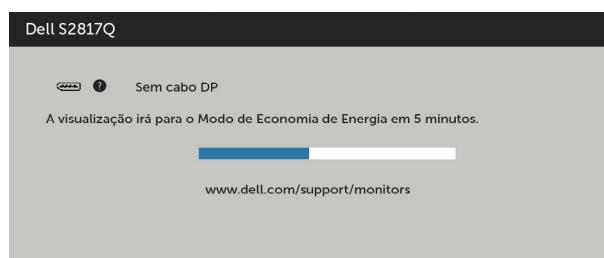 Dell S2817Q
? Sem cabo DP
A visualização irá para o Modo de Economia de Energia em 5 minutos.
www.dell.com/support/monitors